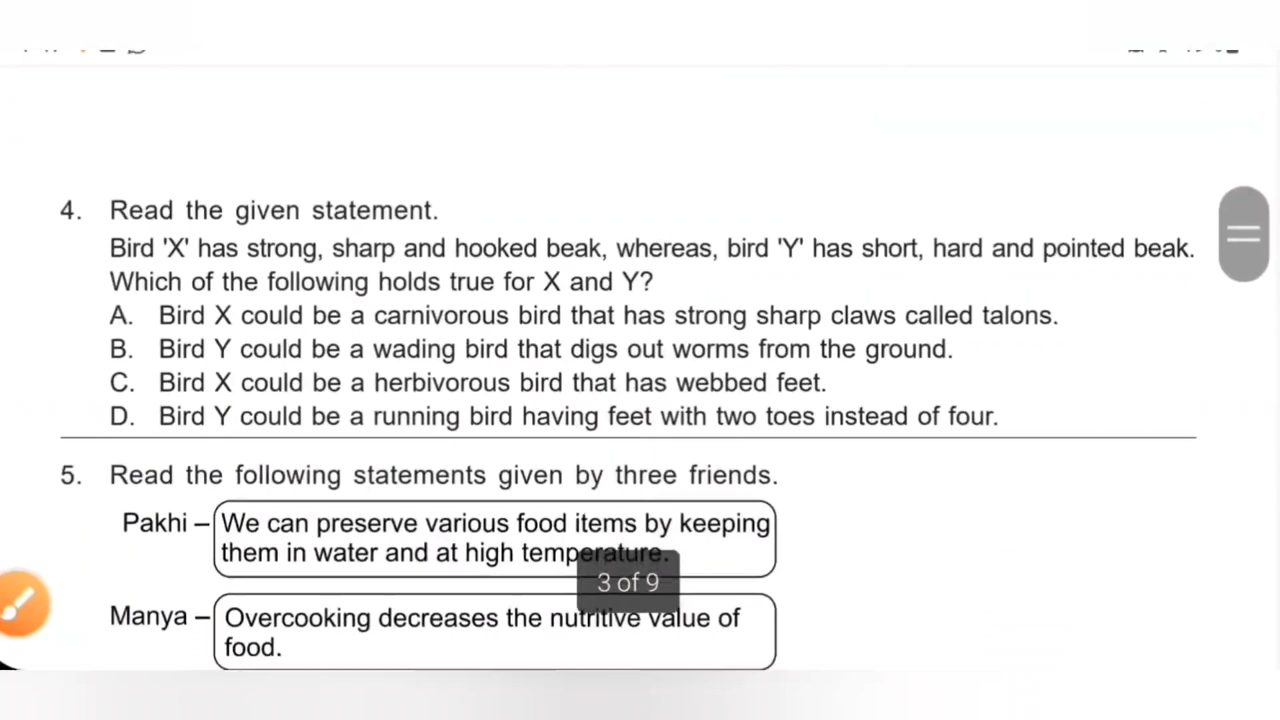 4. Read the given statement.
Bird 'X' has strong, sharp and hooked beak, whereas, bird 'Y' has short, hard and pointed beak.
Which of the following holds true for X and Y?
A. Bird X could be a carnivorous bird that has strong sharp claws called talons.
B. Bird Y could be a wading bird that digs out worms from the ground.
C. Bird X could be a herbivorous bird that has webbed feet.
D. Bird Y could be a running bird having feet with two toes instead of four.
5. Read the following statements given by three friends.
Pakhi – We can preserve various food items by keeping
them in water and at high temperature.
3 of 9
Manya – Overcooking decreases the nutritive value of
food.